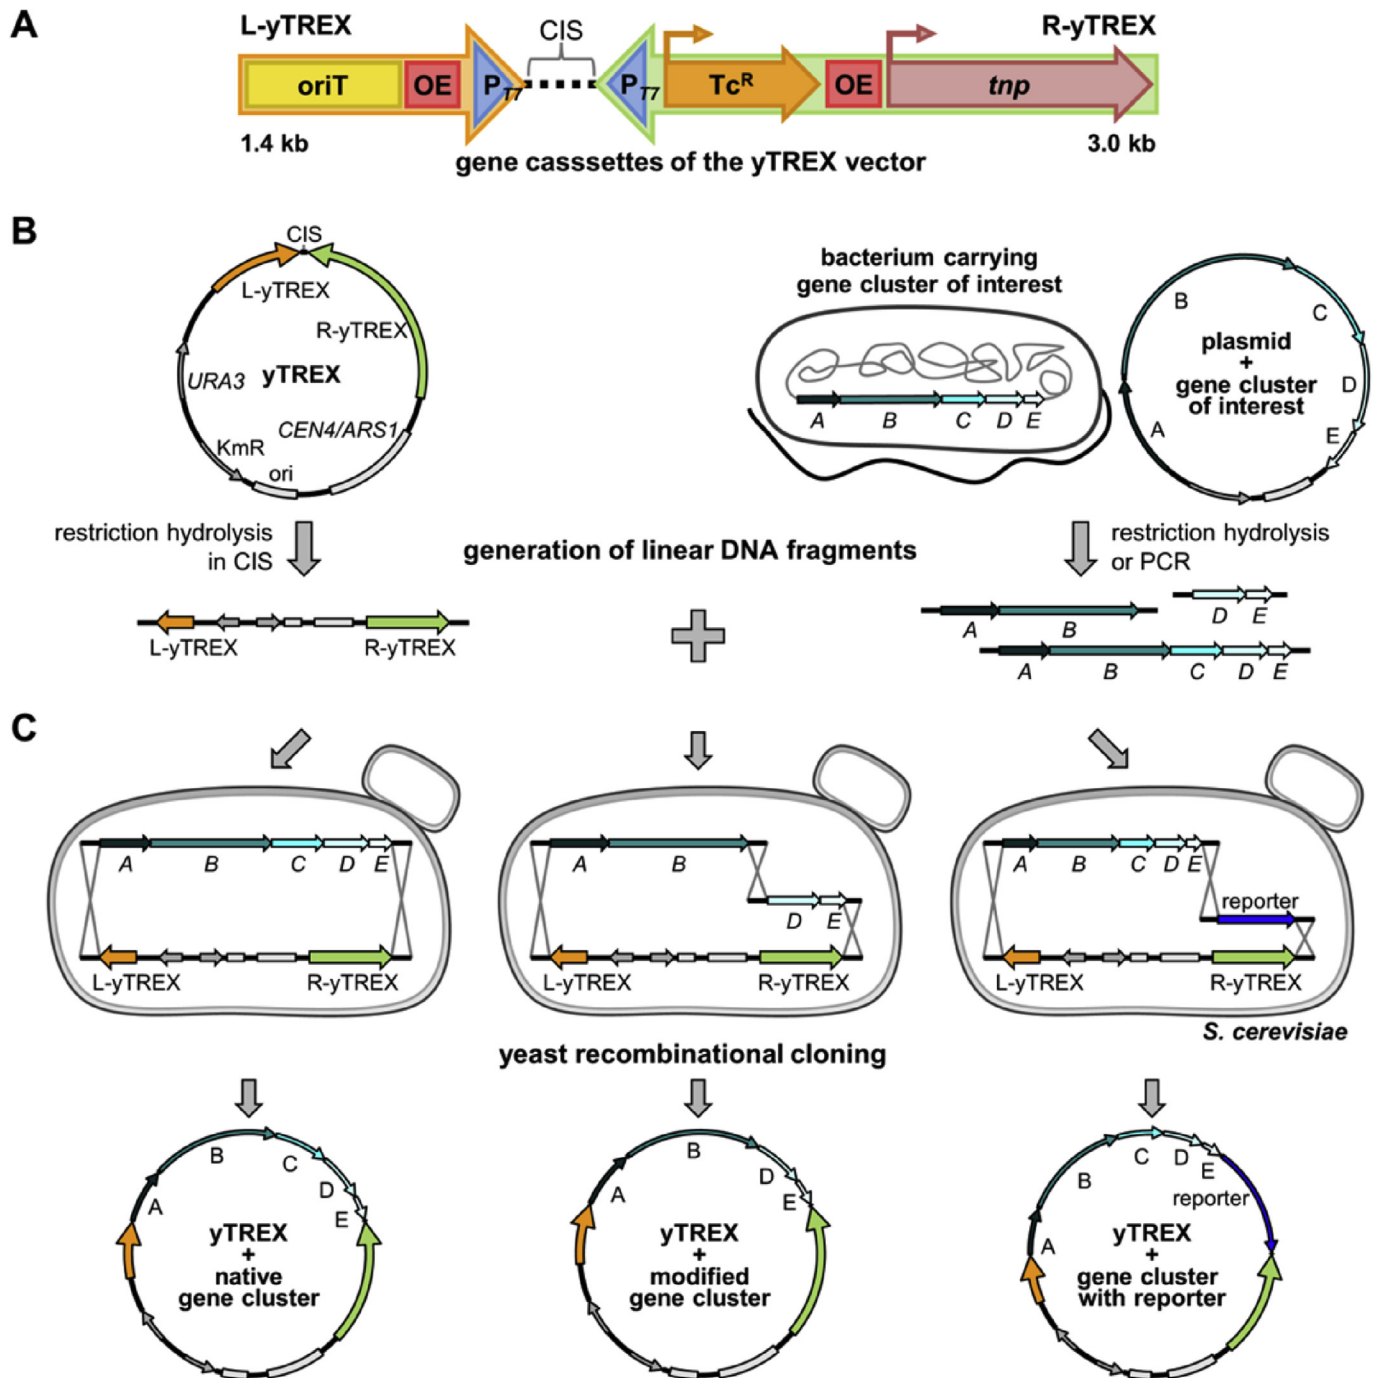 A
L-yTREX
CIS
R-yTREX
oriT
OE
PT7
PT7
TcR
OE
tnp
1.4 kb
3.0 kb
gene casssettes of the yTREX vector
B
CIS
L-yTREX
R-yTREX
URA3
yTREX
CEN4/ARS1
KmR
ori
bacterium carrying
gene cluster of interest
A B C D E
B
C
plasmid
+
gene cluster
of interest
D
A
E
restriction hydrolysis
in CIS
generation of linear DNA fragments
restriction hydrolysis
or PCR
L-yTREX
R-yTREX
A B
D E
A B C D E
C
A B C D E
L-yTREX
R-yTREX
A B
D E
L-yTREX
R-yTREX
A B C D E
reporter
L-yTREX
R-yTREX
S. cerevisiae
yeast recombinational cloning
B
C
D
A
E
yTREX
+
native
gene cluster
B
D
A
E
yTREX
+
modified
gene cluster
C
D
E
B
reporter
A
yTREX
+
gene cluster
with reporter